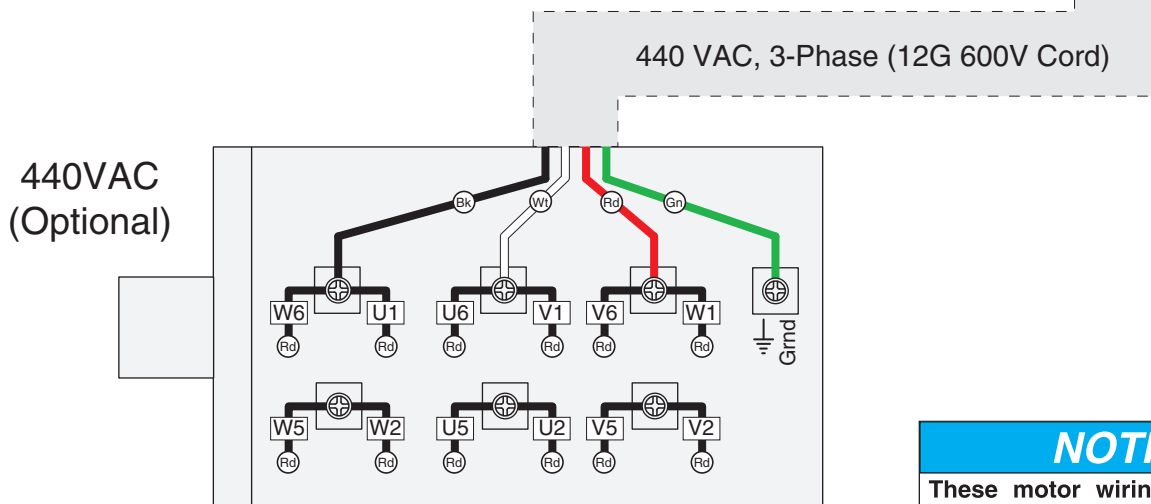 440 VAC, 3-Phase (12G 600V Cord)
440VAC
(Optional)
Bk
Wt
Rd
Gn
W6 U1 U6 V1 V6 W1
Rd Rd Rd Rd Rd Rd
Grnd
W5 W2 U5 U2 V5 V2
Rd Rd Rd Rd Rd Rd
These motor